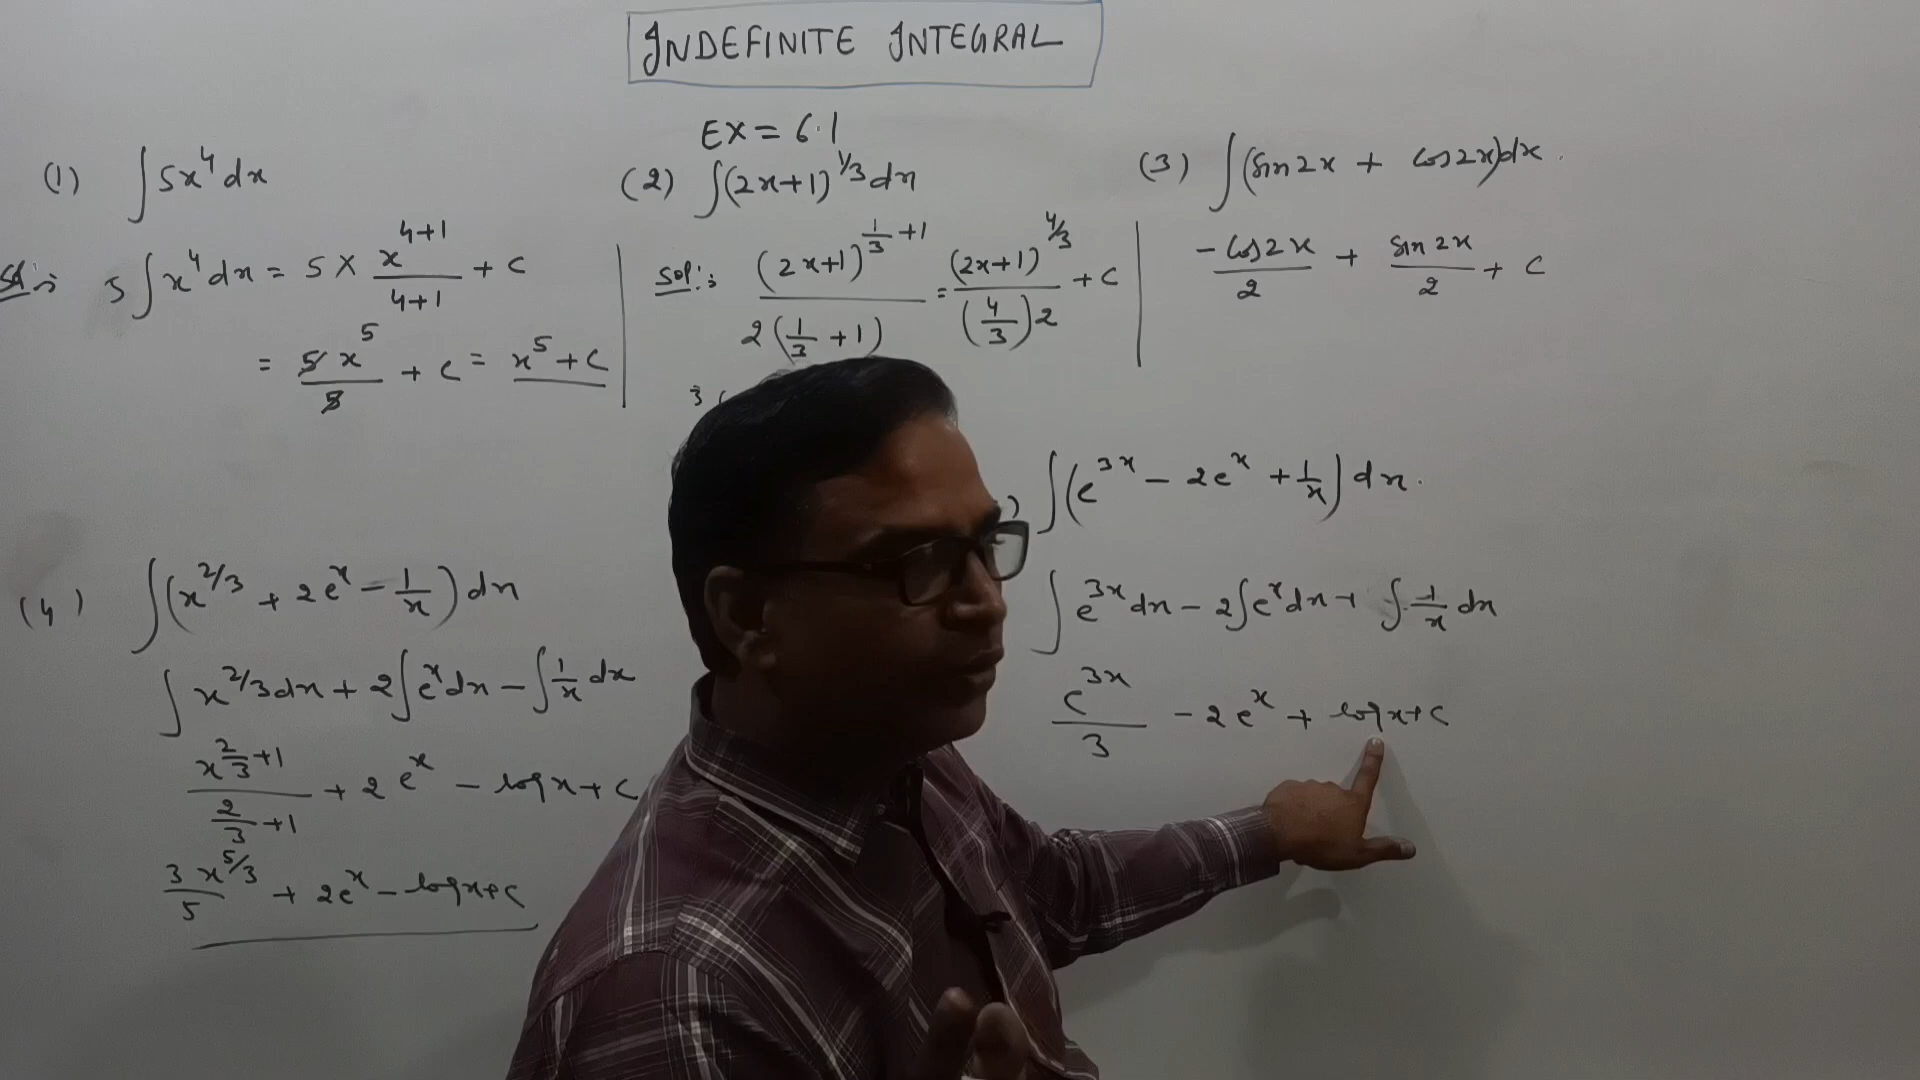 INDEFINITE INTEGRAL
EX = 6.1
(1) ∫5x⁴dx
Sol:- 5∫x⁴dx = 5 × x^(4+1)/(4+1) + c
= 5x⁵/5 + c = x⁵+c
(2) ∫(2x+1)^(1/3) dx
Sol:- (2x+1)^(1/3 +1) / 2(1/3 +1) = (2x+1)^(4/3) / (4/3)2 + c
3 (
(3) ∫(Sin2x + Cos2x)dx.
-Cos2x/2 + Sin2x/2 + C
(4) ∫(x^(2/3) + 2e^x - 1/x) dx
∫x^(2/3)dx + 2∫e^x dx - ∫1/x dx
x^(2/3 +1) / (2/3 +1) + 2e^x - log x + c
3x^(5/3)/5 + 2e^x - log x + c
) ∫(e^(3x) - 2e^x + 1/x) dx.
∫e^(3x) dx - 2∫e^x dx + ∫1/x dx
e^(3x)/3 - 2e^x + log x + c